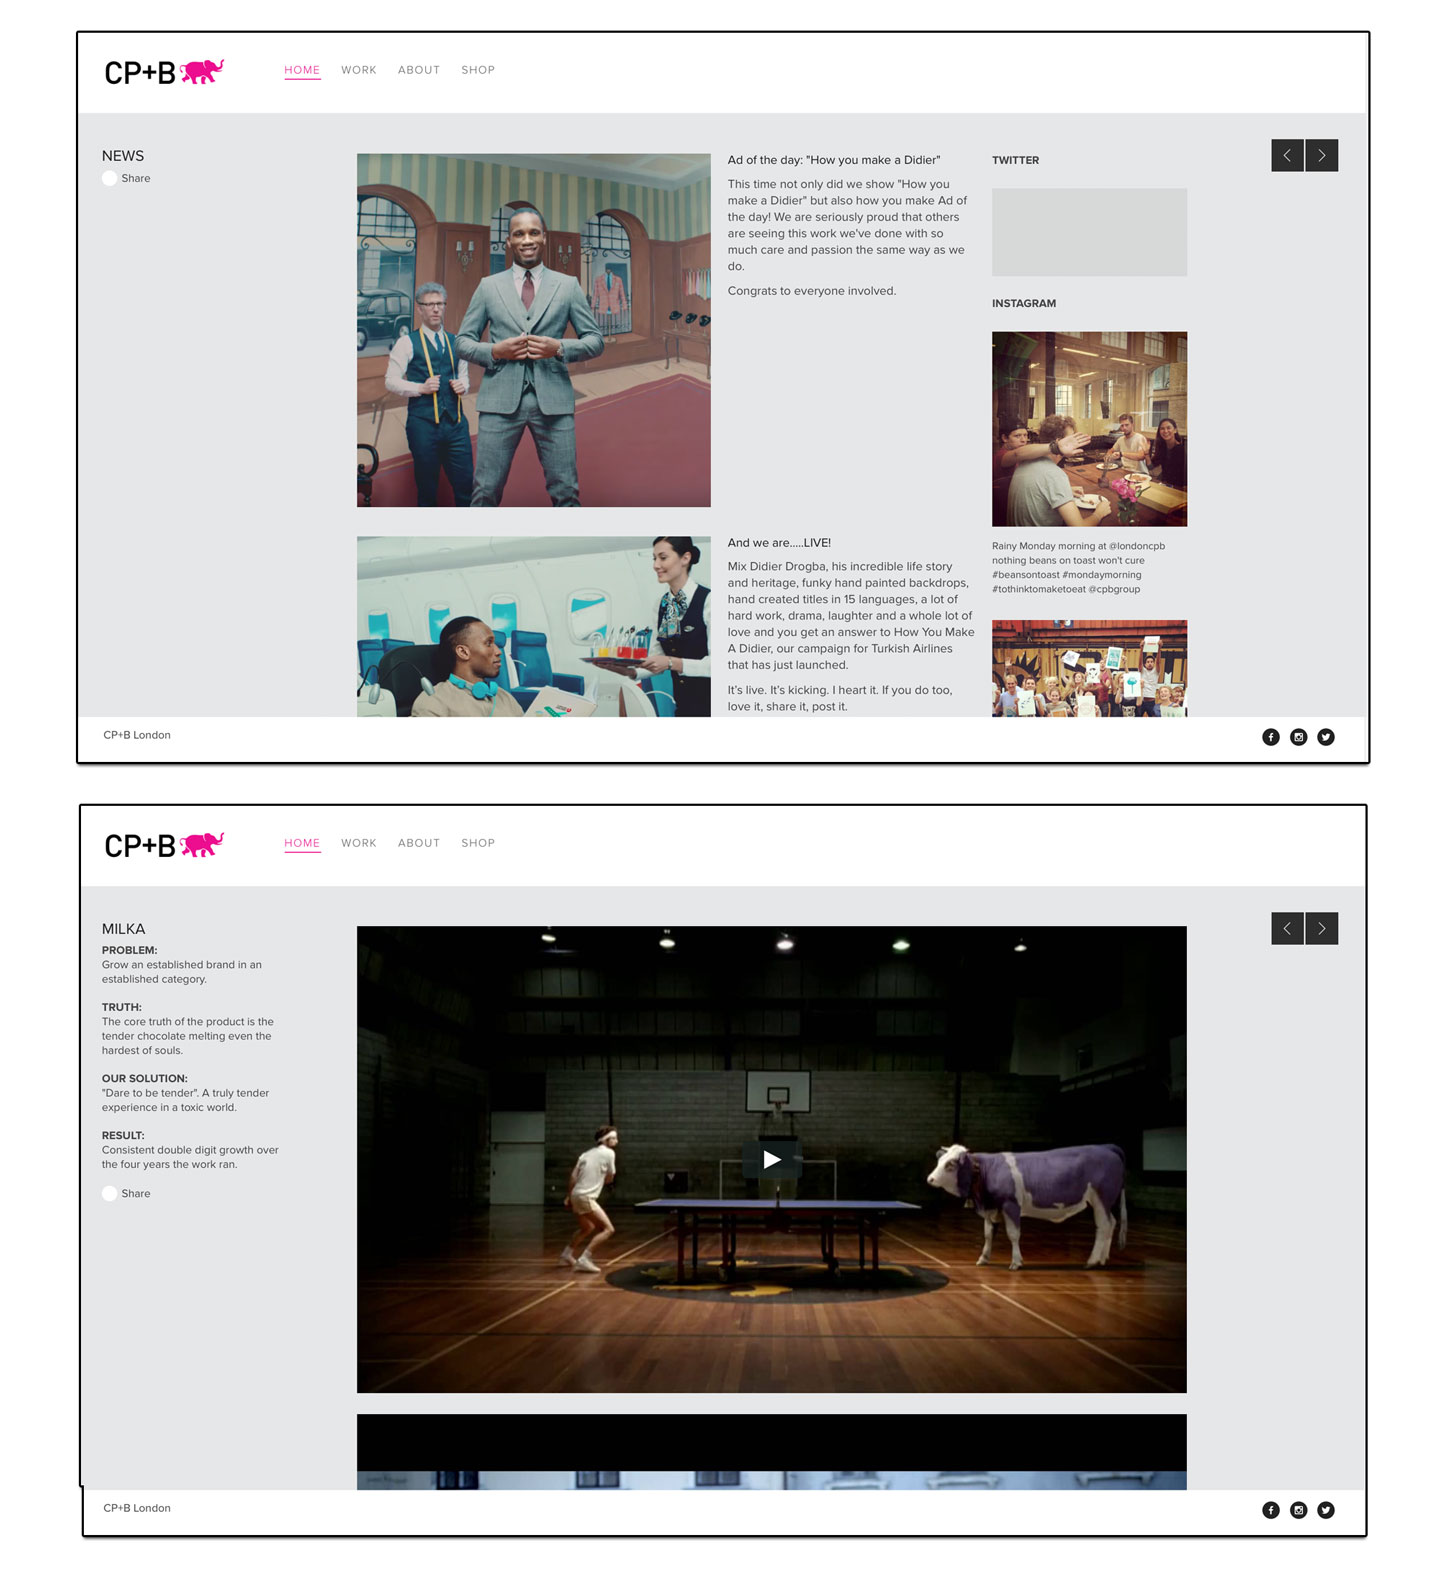 CP+B
HOME WORK ABOUT SHOP
NEWS
Share
Ad of the day: "How you make a Didier"
This time not only did we show "How you
make a Didier" but also how you make Ad of
the day! We are seriously proud that others
are seeing this work we've done with so
much care and passion the same way as we
do.
Congrats to everyone involved.
And we are.....LIVE!
Mix Didier Drogba, his incredible life story
and heritage, funky hand painted backdrops,
hand created titles in 15 languages, a lot of
hard work, drama, laughter and a whole lot of
love and you get an answer to How You Make
A Didier, our campaign for Turkish Airlines
that has just launched.
It's live. It's kicking. I heart it. If you do too,
love it, share it, post it.
TWITTER
INSTAGRAM
Rainy Monday morning at @londoncpb
nothing beans on toast won't cure
#beansontoast #mondaymorning
#tothinktomaketoeat @cpbgroup
CP+B London
CP+B
HOME WORK ABOUT SHOP
MILKA
PROBLEM:
Grow an established brand in an
established category.
TRUTH:
The core truth of the product is the
tender chocolate melting even the
hardest of souls.
OUR SOLUTION:
"Dare to be tender". A truly tender
experience in a toxic world.
RESULT:
Consistent double digit growth over
the four years the work ran.
Share
CP+B London